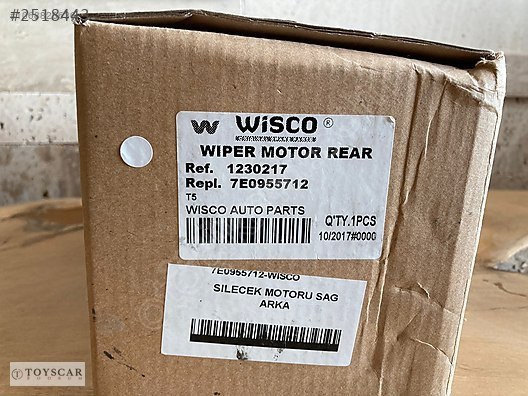 #2518443
WISCO®
WIPER MOTOR REAR
Ref. 1230217
Repl. 7E0955712
T5
WISCO AUTO PARTS
Q'TY.1PCS
10/2017#0000
7E0955712-WISCO
SILECEK MOTORU SAG
ARKA
TOYSCAR